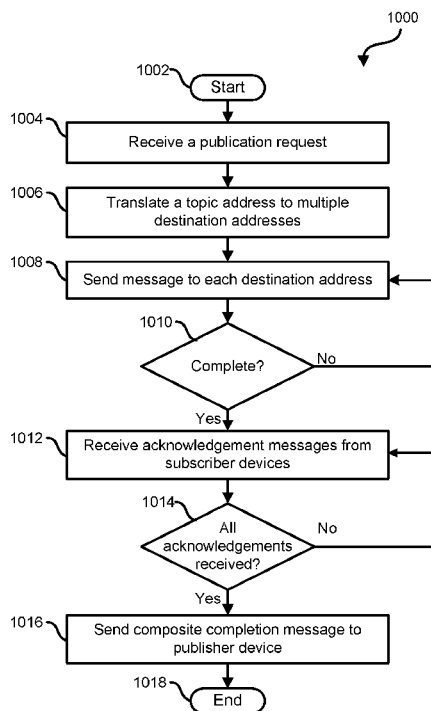 1000
1002
Start
1004
Receive a publication request
1006
Translate a topic address to multiple
destination addresses
1008
Send message to each destination address
1010
Complete?
No
Yes
1012
Receive acknowledgement messages from
subscriber devices
1014
All
acknowledgements
received?
No
Yes
1016
Send composite completion message to
publisher device
1018
End